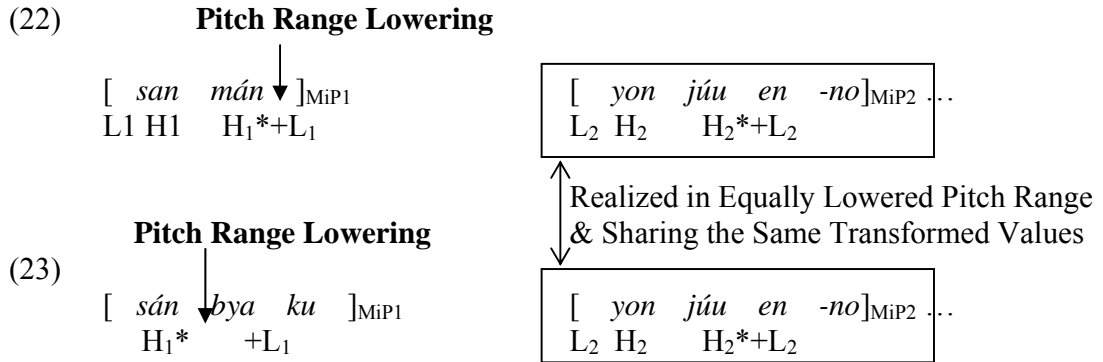 (22) Pitch Range Lowering
[ san mán ]MiP1 [ yon júu en -no]MiP2 …
L1 H1 H1*+L1 L2 H2 H2*+L2
Realized in Equally Lowered Pitch Range
& Sharing the Same Transformed Values
Pitch Range Lowering
(23)
[ sán bya ku ]MiP1 [ yon júu en -no]MiP2 …
H1* +L1 L2 H2 H2*+L2